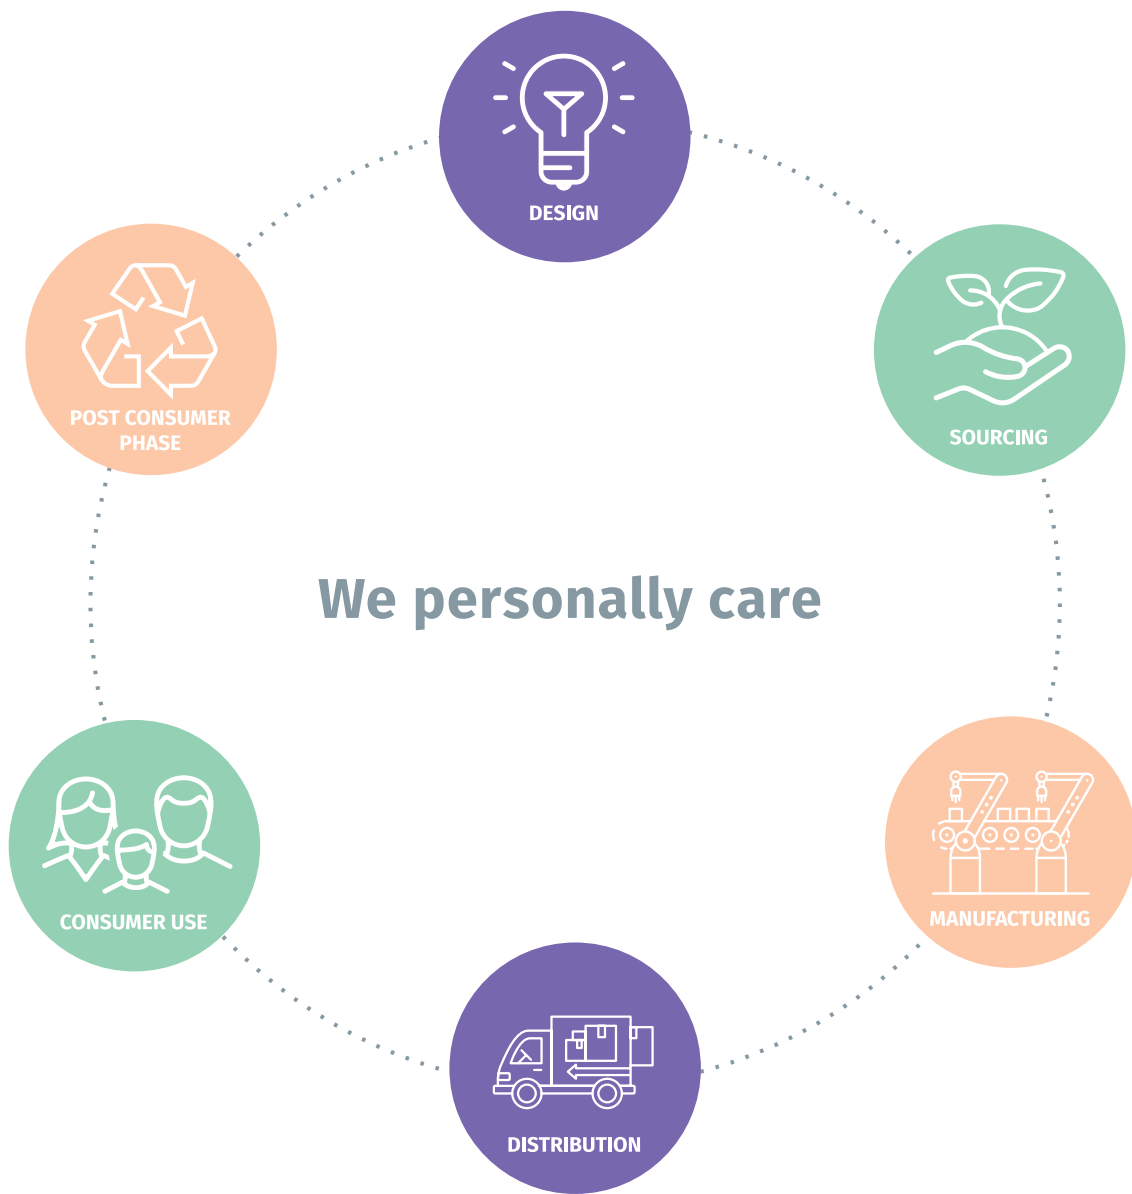 DESIGN
SOURCING
POST CONSUMER
PHASE
We personally care
MANUFACTURING
CONSUMER USE
DISTRIBUTION